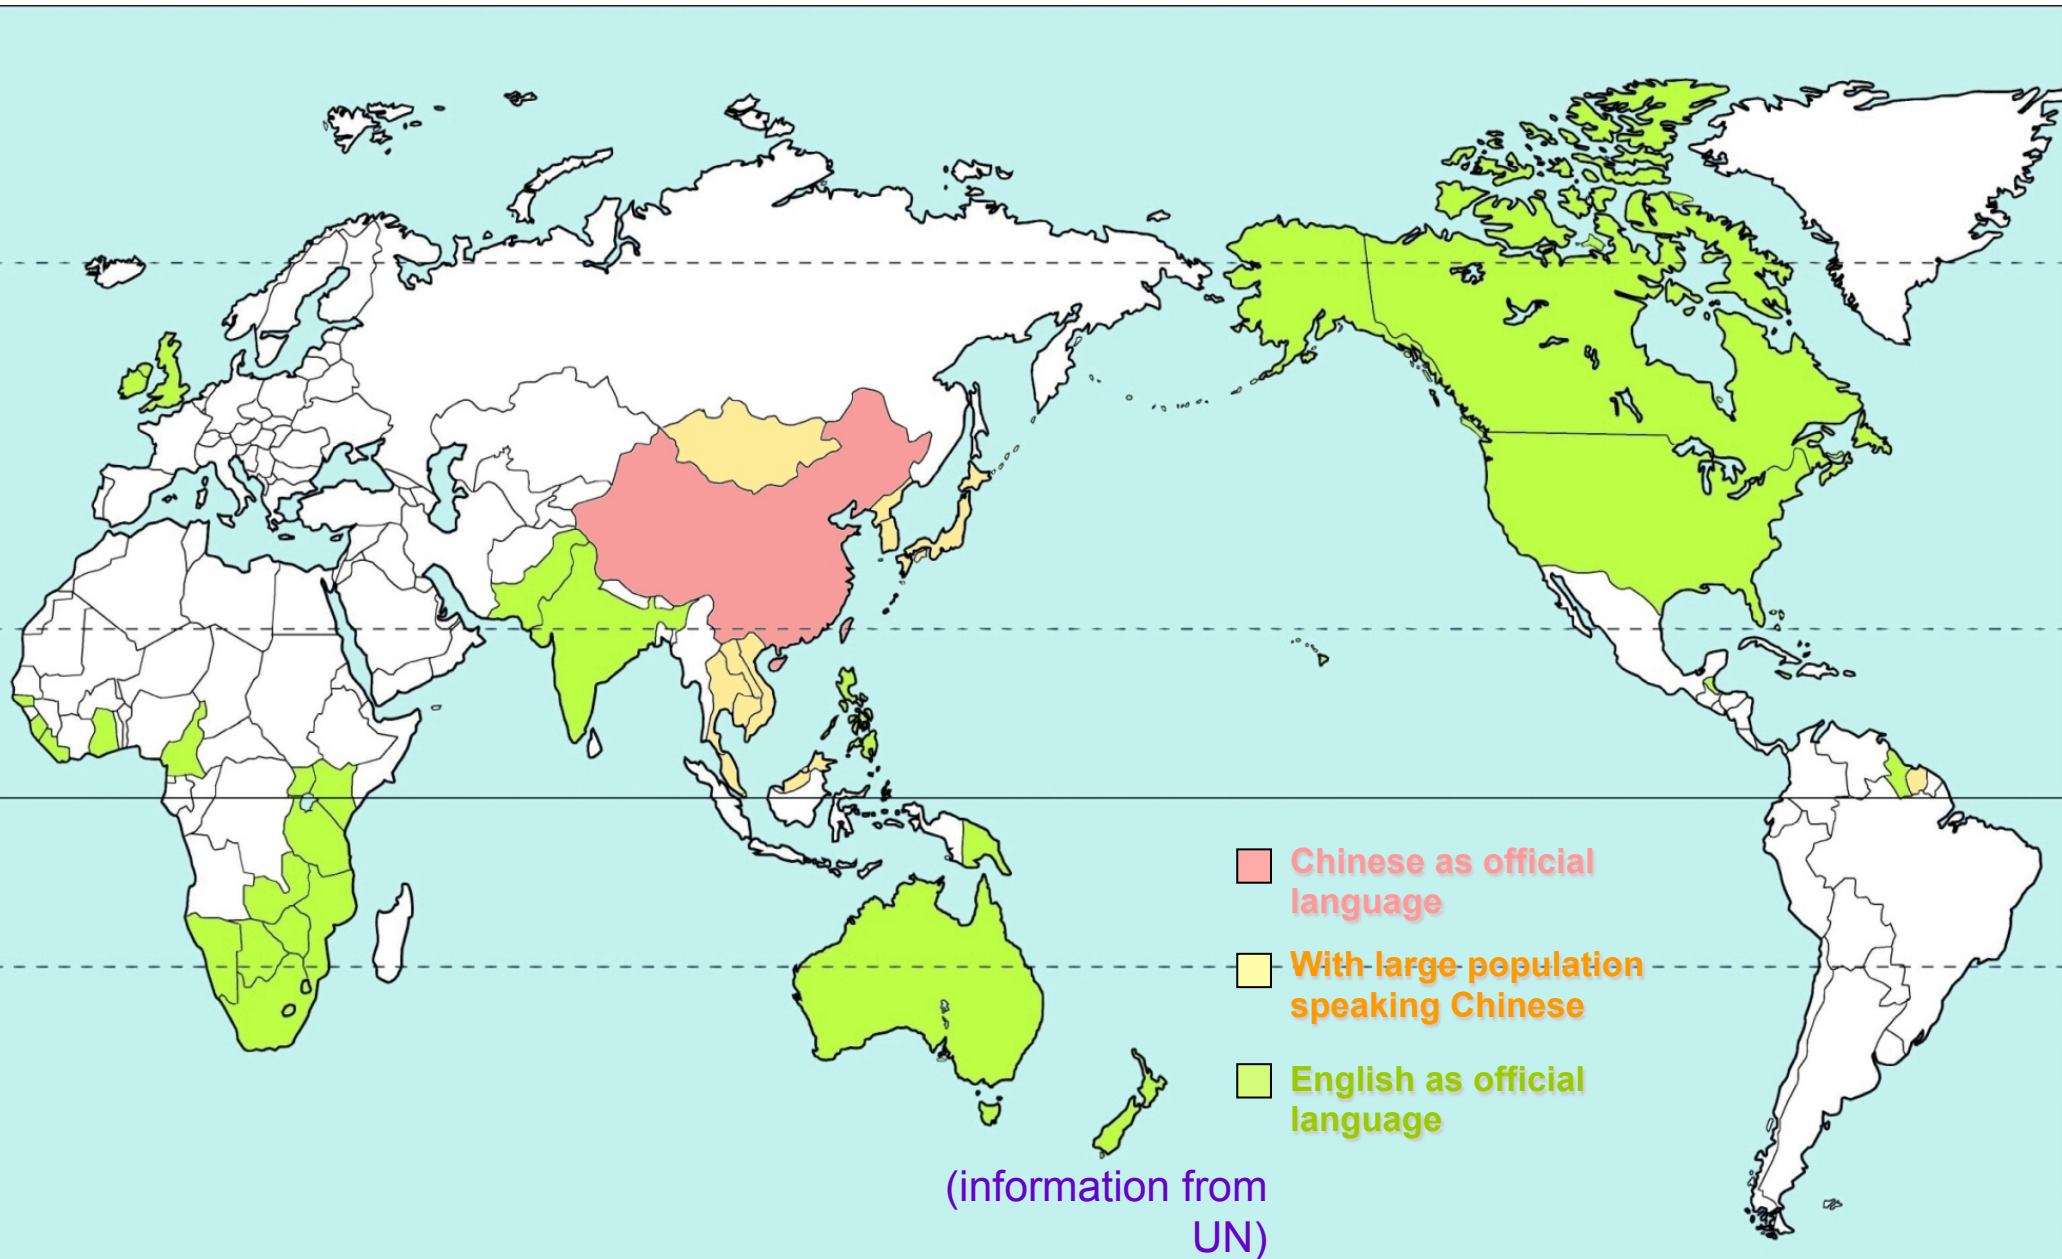 Chinese as official
language
With large population
speaking Chinese
English as official
language
(information from
UN)